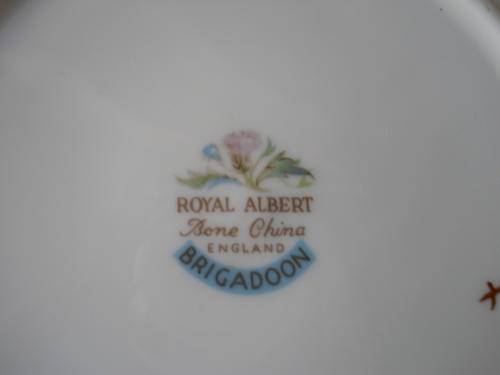 ROYAL ALBERT
Bone China
ENGLAND
BRIGADOON